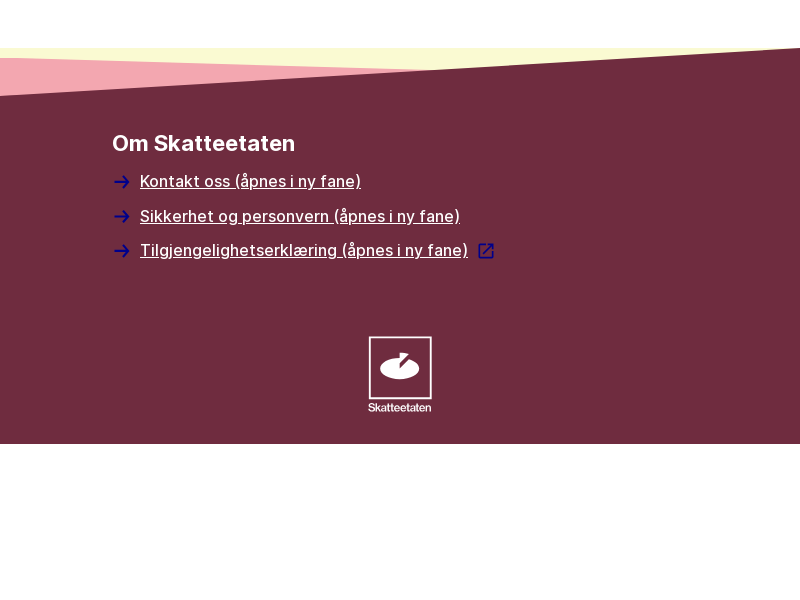 Om Skatteetaten
Kontakt oss (åpnes i ny fane)
Sikkerhet og personvern (åpnes i ny fane)
Tilgjengelighetserklæring (åpnes i ny fane)
Skatteetaten